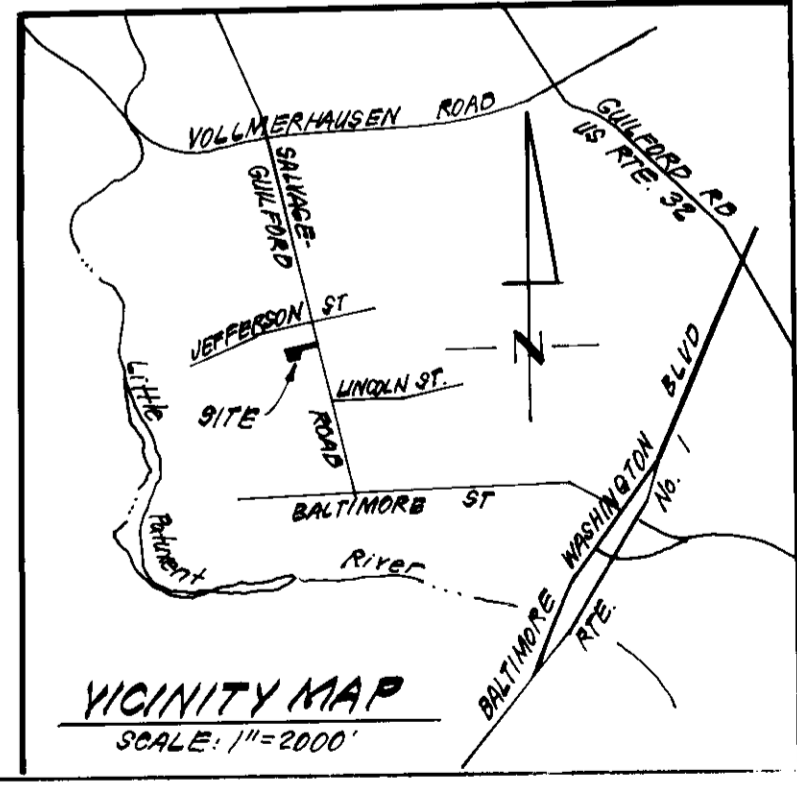 VOLLMERHAUSEN ROAD
GUILFORD RD
US RTE. 32
SALVAGE-
GUILFORD
ROAD
JEFFERSON ST
SITE
LINCOLN ST.
N
BALTIMORE ST
Little
Patuxent
River
BALTIMORE WASHINGTON BLVD
RTE. No. 1
VICINITY MAP
SCALE: 1"=2000'